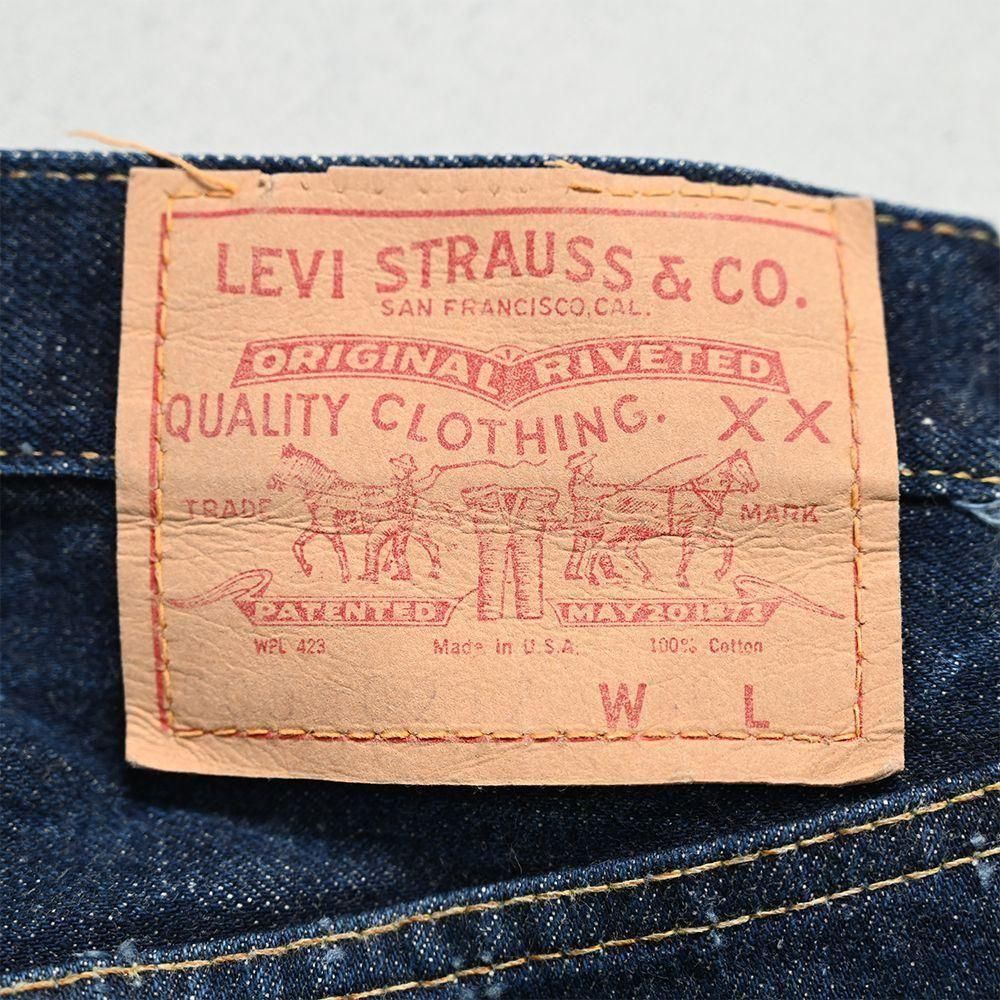 LEVI STRAUSS & CO.
SAN FRANCISCO, CAL.
ORIGINAL RIVETED
QUALITY CLOTHING. XX
TRADE MARK
PATENTED MAY 20 1873
WPL 423 Made in U.S.A. 100% Cotton
W L